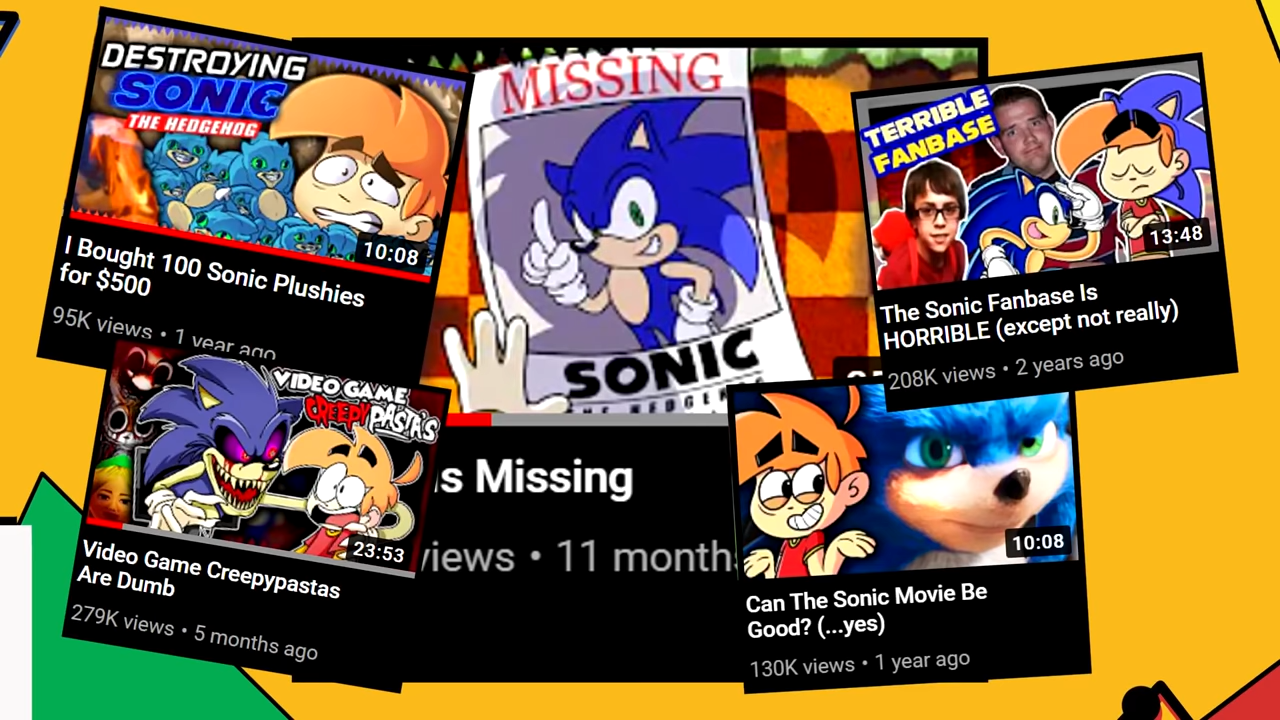 DESTROYING
SONIC
THE HEDGEHOG
10:08
I Bought 100 Sonic Plushies
for $500
95K views • 1 year ago
MISSING
SONIC
THE HEDGEHOG
TERRIBLE
FANBASE
13:48
The Sonic Fanbase Is
HORRIBLE (except not really)
208K views • 2 years ago
VIDEO GAME
CREEPYPASTA'S
23:53
Video Game Creepypastas
Are Dumb
279K views • 5 months ago
Missing
views • 11 months
10:08
Can The Sonic Movie Be
Good? (...yes)
130K views • 1 year ago